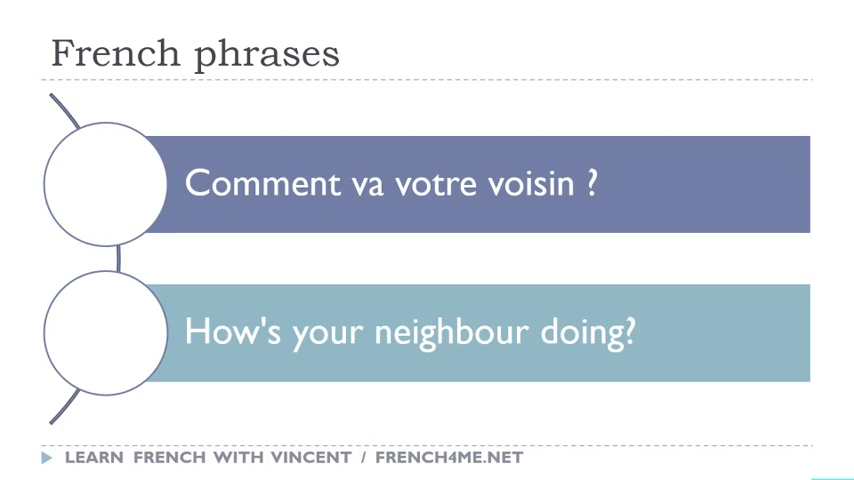 French phrases
Comment va votre voisin ?
How's your neighbour doing?
LEARN FRENCH WITH VINCENT / FRENCH4ME.NET